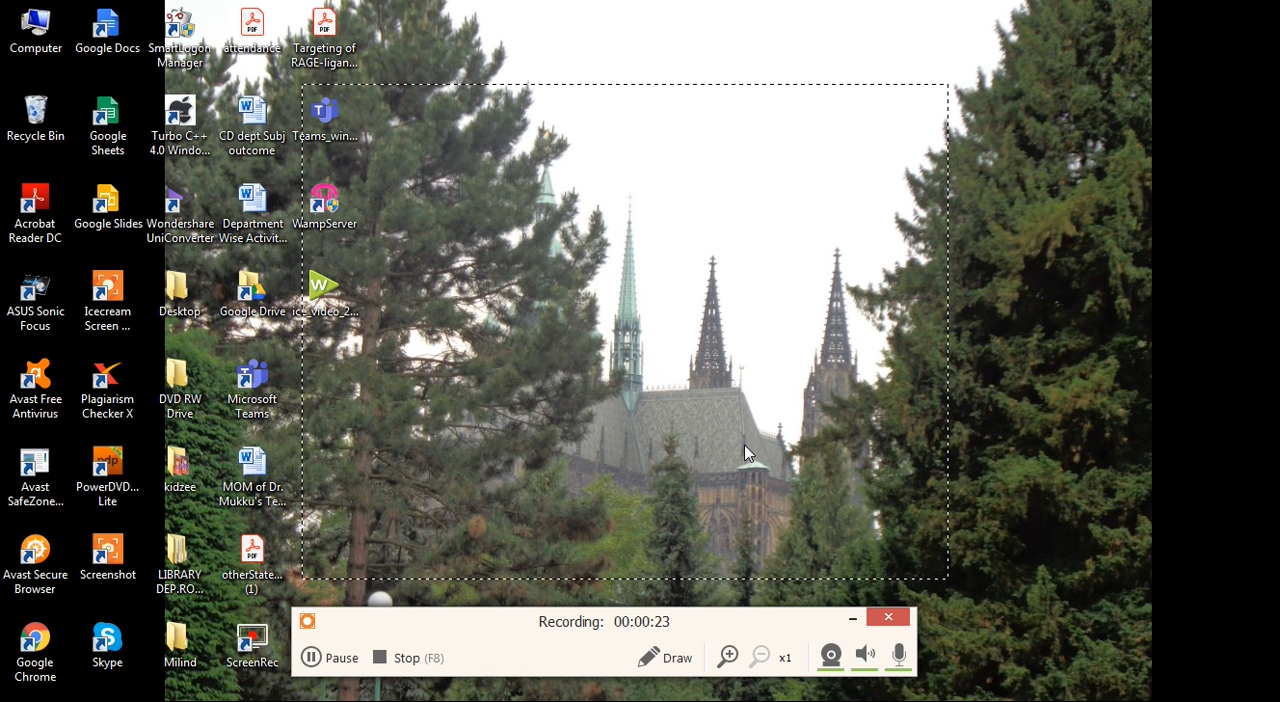 Computer
Google Docs
SmartLogon
Manager
attendance
Targeting of
RAGE-ligan...
Recycle Bin
Google
Sheets
Turbo C++
4.0 Windo...
CD dept Subj
outcome
Teams_win...
Acrobat
Reader DC
Google Slides
Wondershare
UniConverter
Department
Wise Activit...
WampServer
ASUS Sonic
Focus
Icecream
Screen ...
Desktop
Google Drive
ice_video_2...
Avast Free
Antivirus
Plagiarism
Checker X
DVD RW
Drive
Microsoft
Teams
Avast
SafeZone...
PowerDVD...
Lite
kidzee
MOM of Dr.
Mukku's Te...
Avast Secure
Browser
Screenshot
LIBRARY
DEP.RO...
otherState...
(1)
Google
Chrome
Skype
Milind
ScreenRec
Recording: 00:00:23
Pause
Stop (F8)
Draw
x1